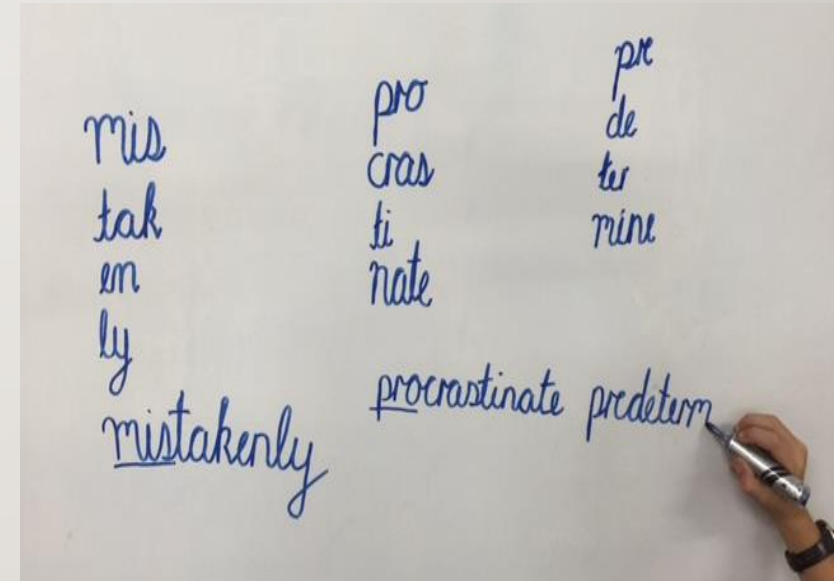 mis
tak
en
ly
mistakenly
pro
cras
ti
nate
procrastinate
pre
de
ter
mine
predeterm